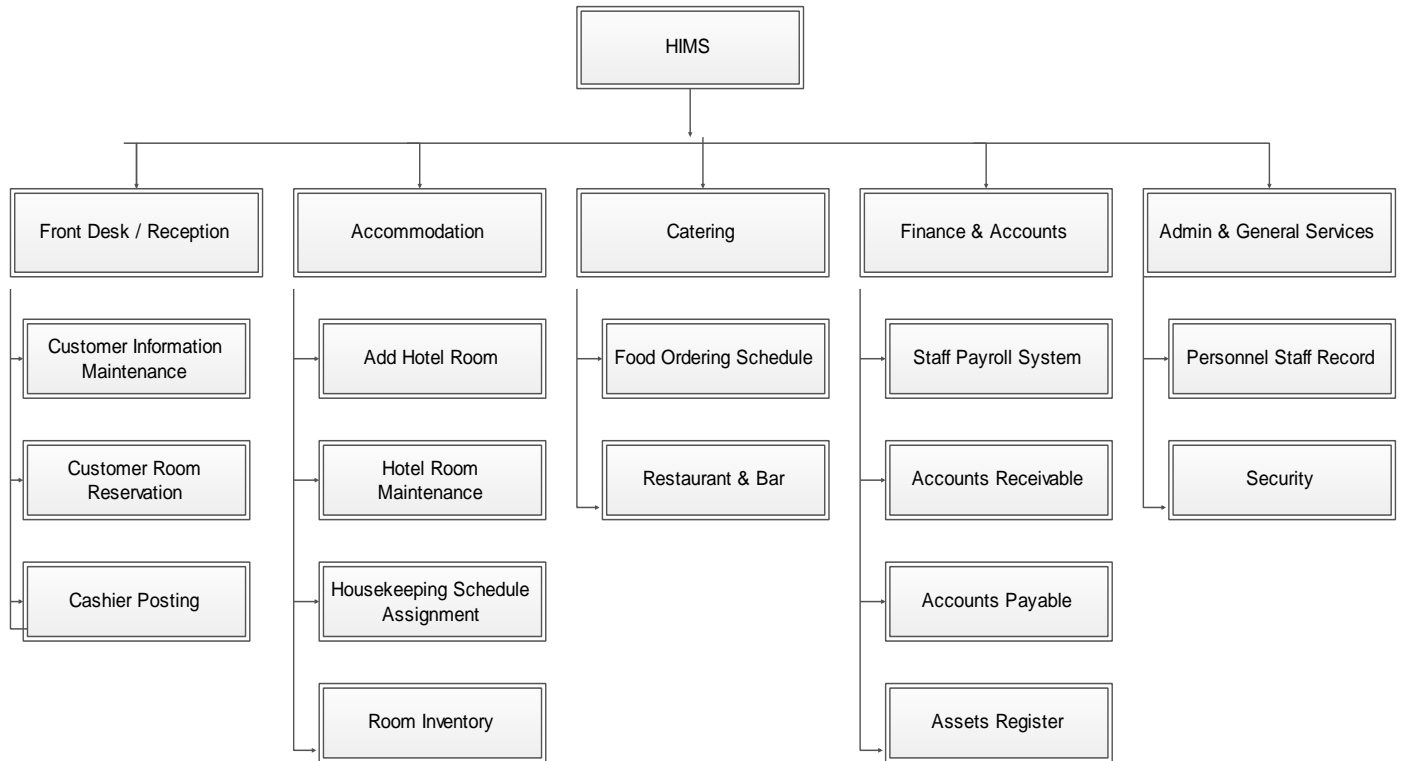 HIMS
Front Desk / Reception
Accommodation
Catering
Finance & Accounts
Admin & General Services
Customer Information
Maintenance
Add Hotel Room
Food Ordering Schedule
Staff Payroll System
Personnel Staff Record
Customer Room
Reservation
Hotel Room
Maintenance
Restaurant & Bar
Accounts Receivable
Security
Cashier Posting
Housekeeping Schedule
Assignment
Accounts Payable
Room Inventory
Assets Register